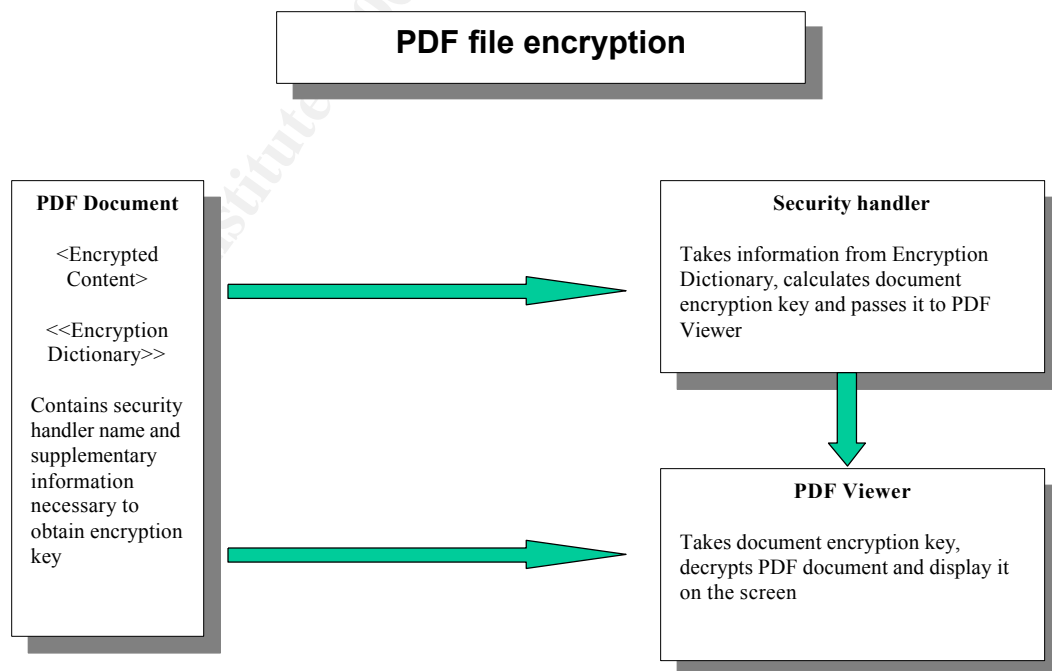 PDF file encryption
PDF Document
<Encrypted
Content>
<<Encryption
Dictionary>>
Contains security
handler name and
supplementary
information
necessary to
obtain encryption
key
Security handler
Takes information from Encryption
Dictionary, calculates document
encryption key and passes it to PDF
Viewer
PDF Viewer
Takes document encryption key,
decrypts PDF document and display it
on the screen